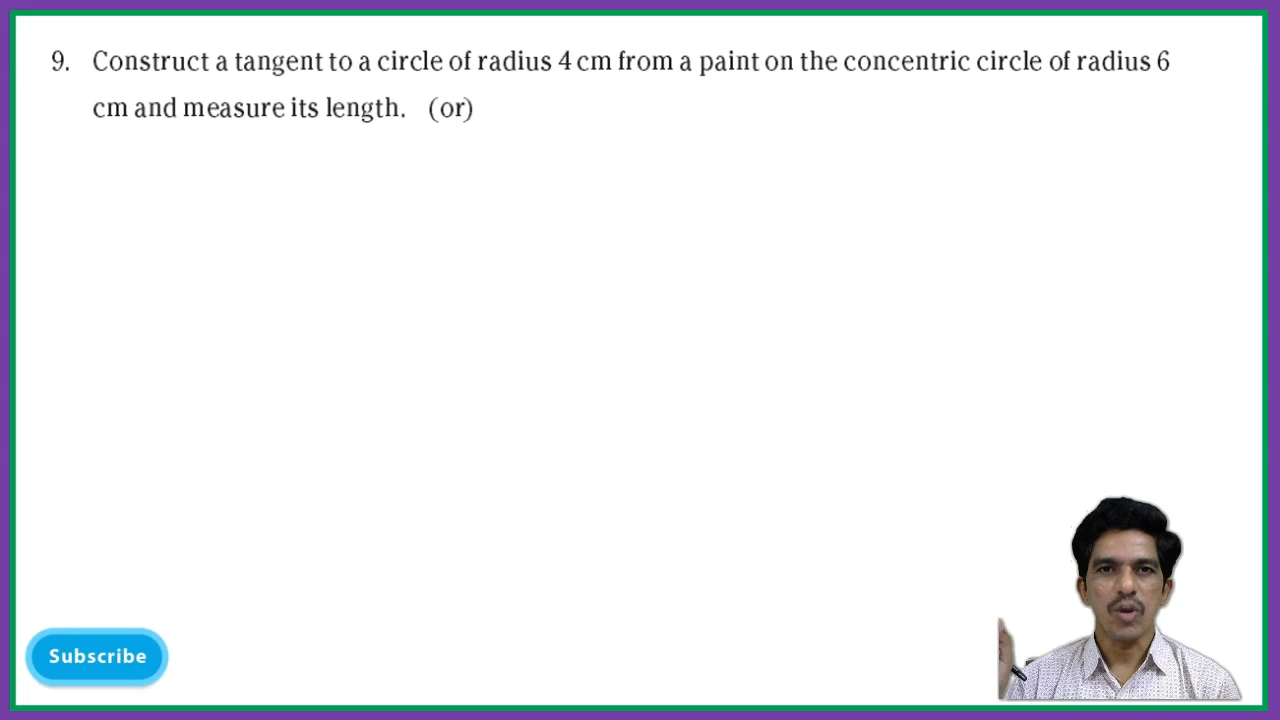 9. Construct a tangent to a circle of radius 4 cm from a paint on the concentric circle of radius 6
cm and measure its length. (or)
Subscribe